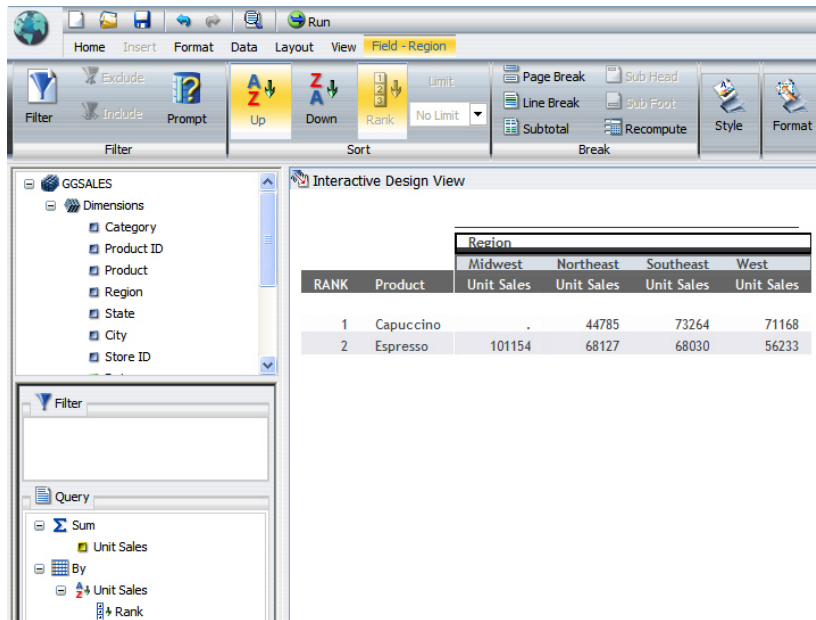 Run
Home Insert Format Data Layout View Field - Region
Filter
Exclude
Include
Prompt
Filter
A
Z
Up
Z
A
Down
1
2
3
Rank
Limit
No Limit
Sort
Page Break
Line Break
Subtotal
Sub Head
Sub Foot
Recompute
Break
Style
Format
GGSALES
Dimensions
Category
Product ID
Product
Region
State
City
Store ID
Filter
Query
Sum
Unit Sales
By
Unit Sales
Rank
Interactive Design View
Region
Midwest Northeast Southeast West
RANK Product Unit Sales Unit Sales Unit Sales Unit Sales
1 Capuccino . 44785 73264 71168
2 Espresso 101154 68127 68030 56233